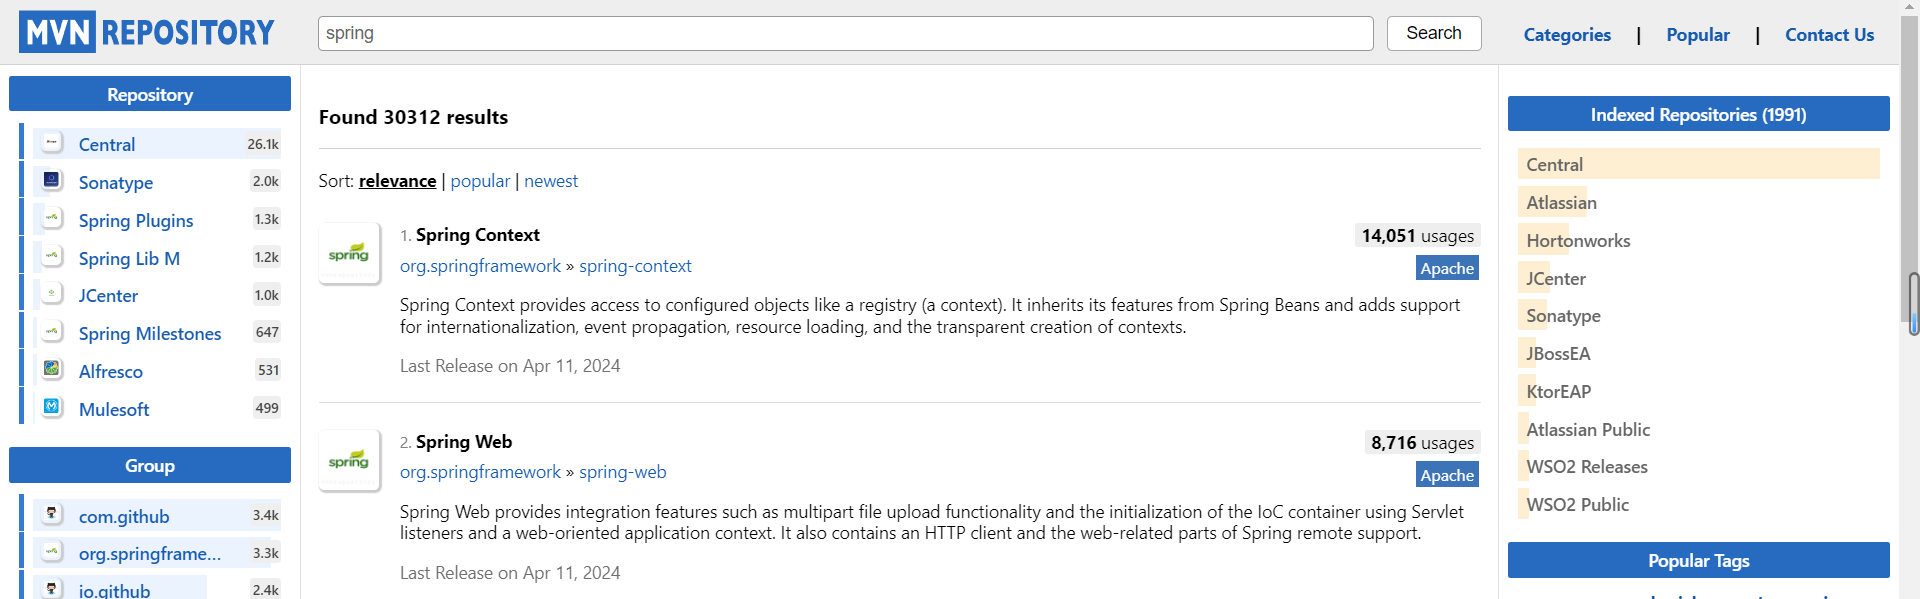 MVN REPOSITORY
spring
Search
Categories | Popular | Contact Us
Repository
Central 26.1k
Sonatype 2.0k
Spring Plugins 1.3k
Spring Lib M 1.2k
JCenter 1.0k
Spring Milestones 647
Alfresco 531
Mulesoft 499
Group
com.github 3.4k
org.springframe... 3.3k
io.github 2.4k
Found 30312 results
Sort: relevance | popular | newest
spring
1. Spring Context
14,051 usages
org.springframework » spring-context
Apache
Spring Context provides access to configured objects like a registry (a context). It inherits its features from Spring Beans and adds support
for internationalization, event propagation, resource loading, and the transparent creation of contexts.
Last Release on Apr 11, 2024
spring
2. Spring Web
8,716 usages
org.springframework » spring-web
Apache
Spring Web provides integration features such as multipart file upload functionality and the initialization of the IoC container using Servlet
listeners and a web-oriented application context. It also contains an HTTP client and the web-related parts of Spring remote support.
Last Release on Apr 11, 2024
Indexed Repositories (1991)
Central
Atlassian
Hortonworks
JCenter
Sonatype
JBossEA
KtorEAP
Atlassian Public
WSO2 Releases
WSO2 Public
Popular Tags